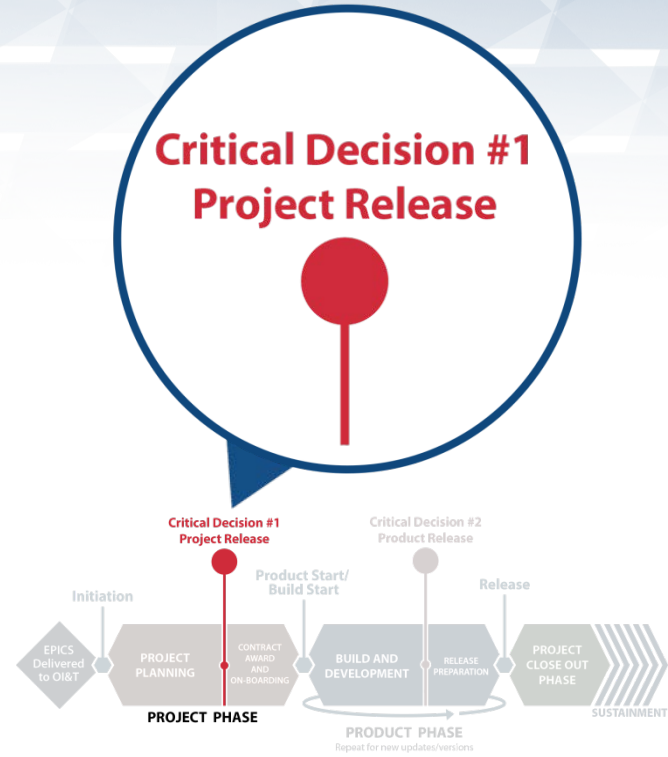 Critical Decision #1
Project Release
Critical Decision #1
Project Release
Critical Decision #2
Product Release
Initiation
Product Start/
Build Start
Release
EPICS
Delivered
to OI&T
PROJECT
PLANNING
CONTRACT
AWARD
AND
ON-BOARDING
BUILD AND
DEVELOPMENT
RELEASE
PREPARATION
PROJECT
CLOSE OUT
PHASE
SUSTAINMENT
PROJECT PHASE
PRODUCT PHASE
Repeat for new updates/versions